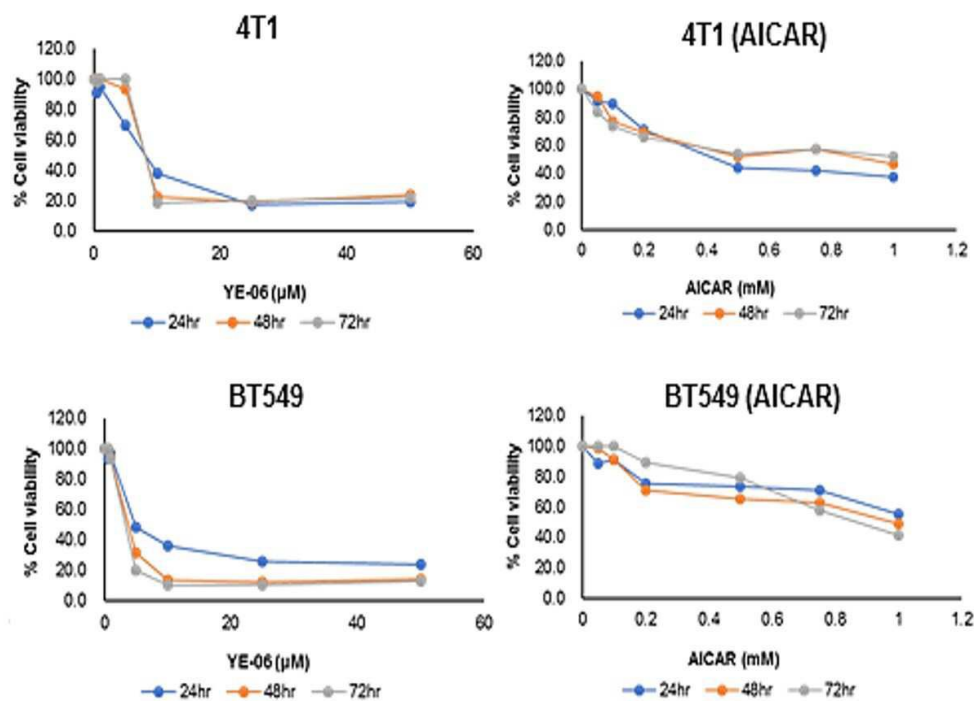 4T1
120.0
100.0
80.0
60.0
40.0
20.0
0.0
% Cell viability
0 20 40 60
YE-06 (µM)
24hr 48hr 72hr
4T1 (AICAR)
120.0
100.0
80.0
60.0
40.0
20.0
0.0
% Cell viability
0 0.2 0.4 0.6 0.8 1 1.2
AICAR (mM)
24hr 48hr 72hr
BT549
120.0
100.0
80.0
60.0
40.0
20.0
0.0
% Cell viability
0 20 40 60
YE-06 (µM)
24hr 48hr 72hr
BT549 (AICAR)
120.0
100.0
80.0
60.0
40.0
20.0
0.0
% Cell viability
0 0.2 0.4 0.6 0.8 1 1.2
AICAR (mM)
24hr 48hr 72hr